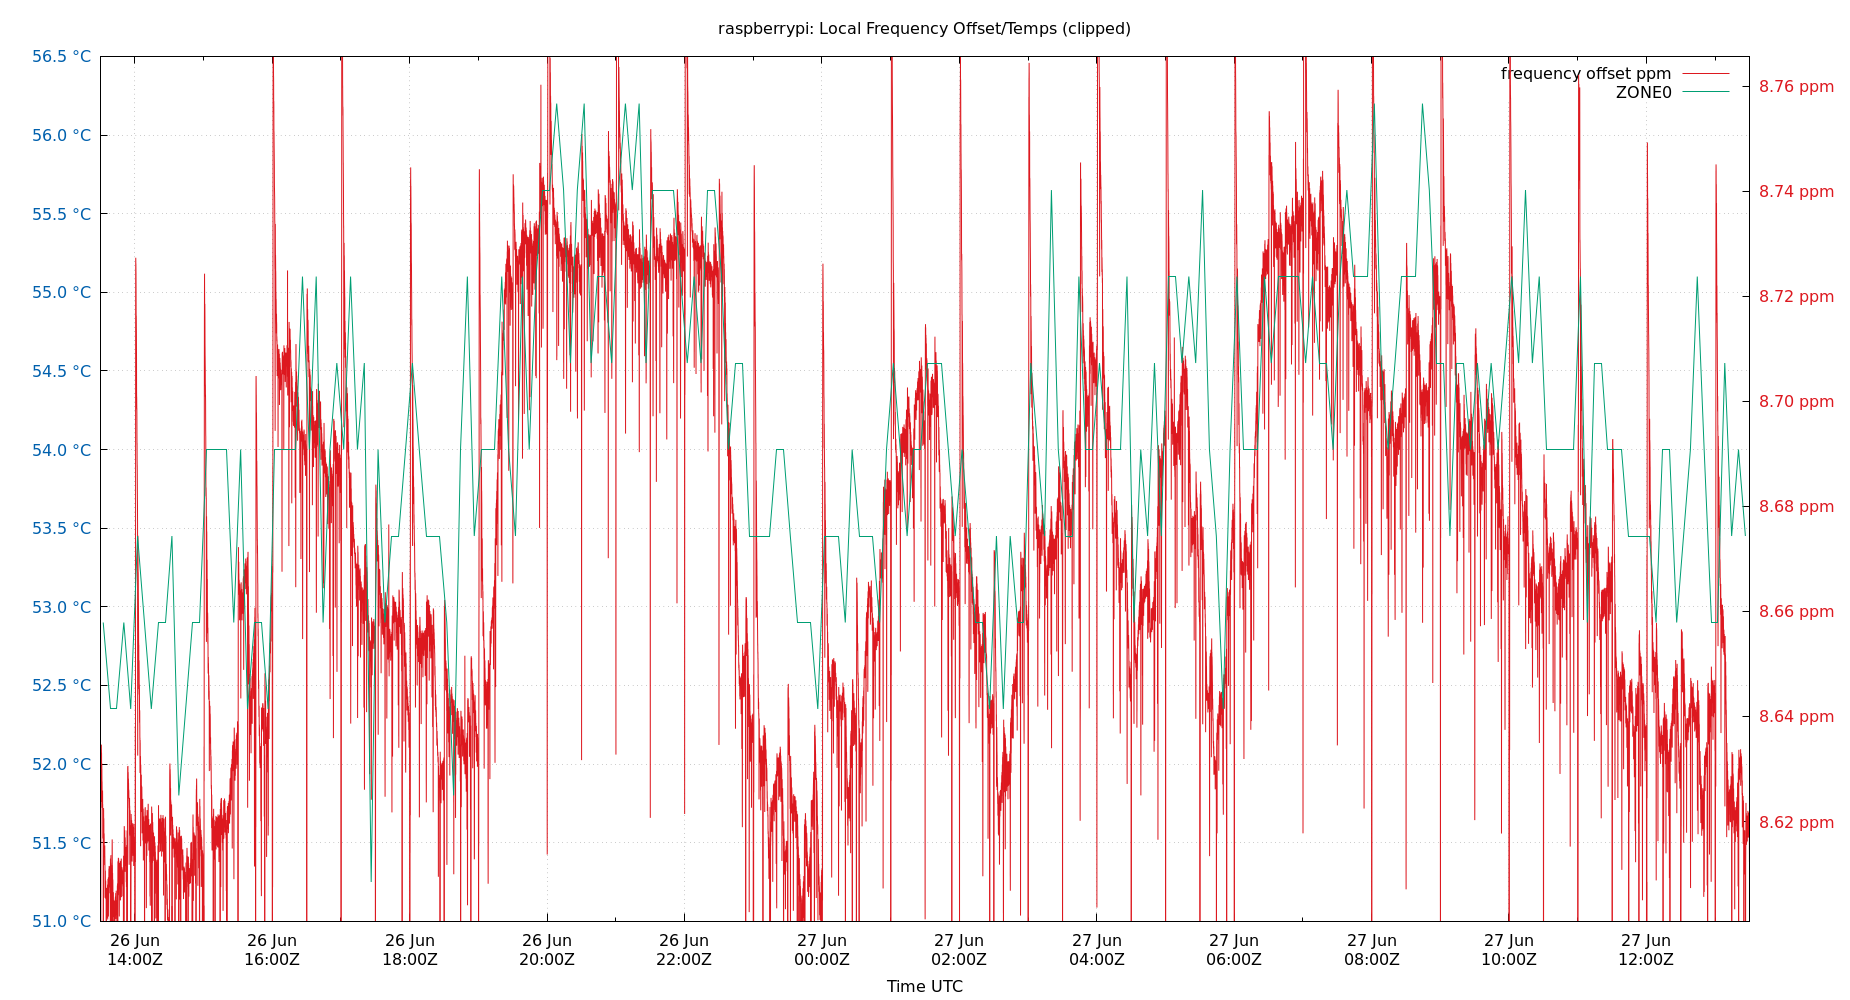 raspberrypi: Local Frequency Offset/Temps (clipped)
frequency offset ppm
ZONE0
56.5 °C
56.0 °C
55.5 °C
55.0 °C
54.5 °C
54.0 °C
53.5 °C
53.0 °C
52.5 °C
52.0 °C
51.5 °C
51.0 °C
8.76 ppm
8.74 ppm
8.72 ppm
8.70 ppm
8.68 ppm
8.66 ppm
8.64 ppm
8.62 ppm
26 Jun 26 Jun 26 Jun 26 Jun 26 Jun 27 Jun 27 Jun 27 Jun 27 Jun 27 Jun 27 Jun 27 Jun
14:00Z 16:00Z 18:00Z 20:00Z 22:00Z 00:00Z 02:00Z 04:00Z 06:00Z 08:00Z 10:00Z 12:00Z
Time UTC